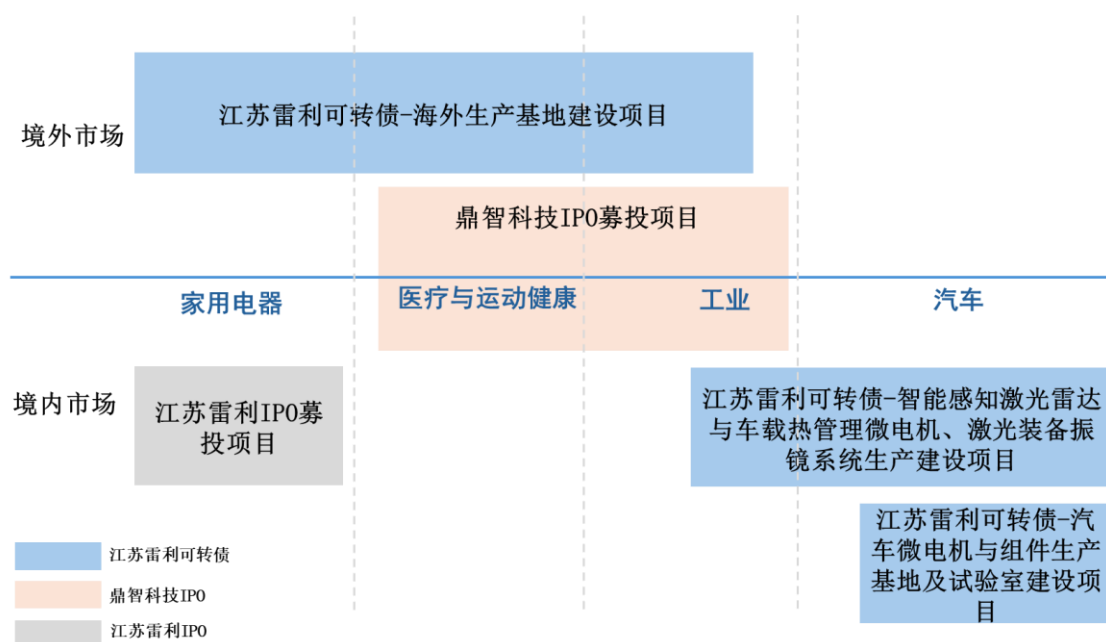 江苏雷利可转债-海外生产基地建设项目
境外市场
鼎智科技IPO募投项目
家用电器
医疗与运动健康
工业
汽车
境内市场
江苏雷利IPO募
投项目
江苏雷利可转债-智能感知激光雷达
与车载热管理微电机、激光装备振
镜系统生产建设项目
江苏雷利可转债-汽
车微电机与组件生产
基地及试验室建设项
目
江苏雷利可转债
鼎智科技IPO
江苏雷利IPO